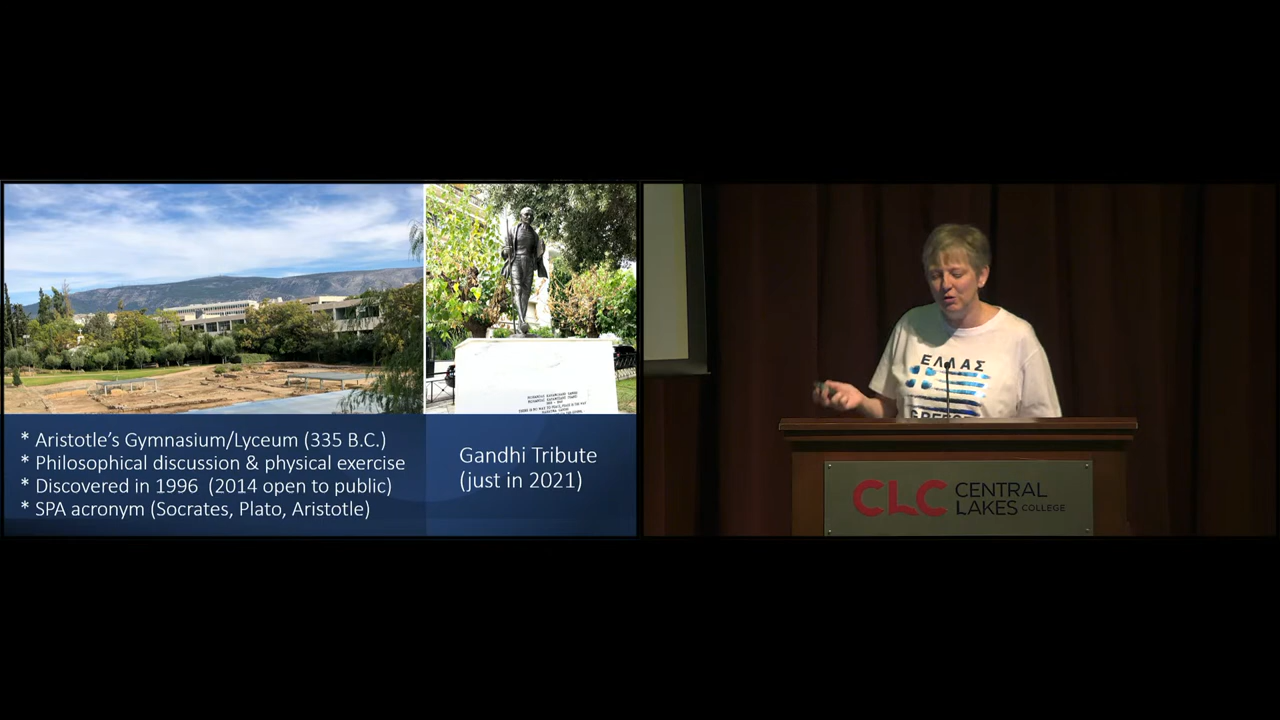 * Aristotle's Gymnasium/Lyceum (335 B.C.)
* Philosophical discussion & physical exercise
* Discovered in 1996 (2014 open to public)
* SPA acronym (Socrates, Plato, Aristotle)
Gandhi Tribute
(just in 2021)
ΕΛΛΑΣ
GREECE
CLC CENTRAL
LAKES COLLEGE